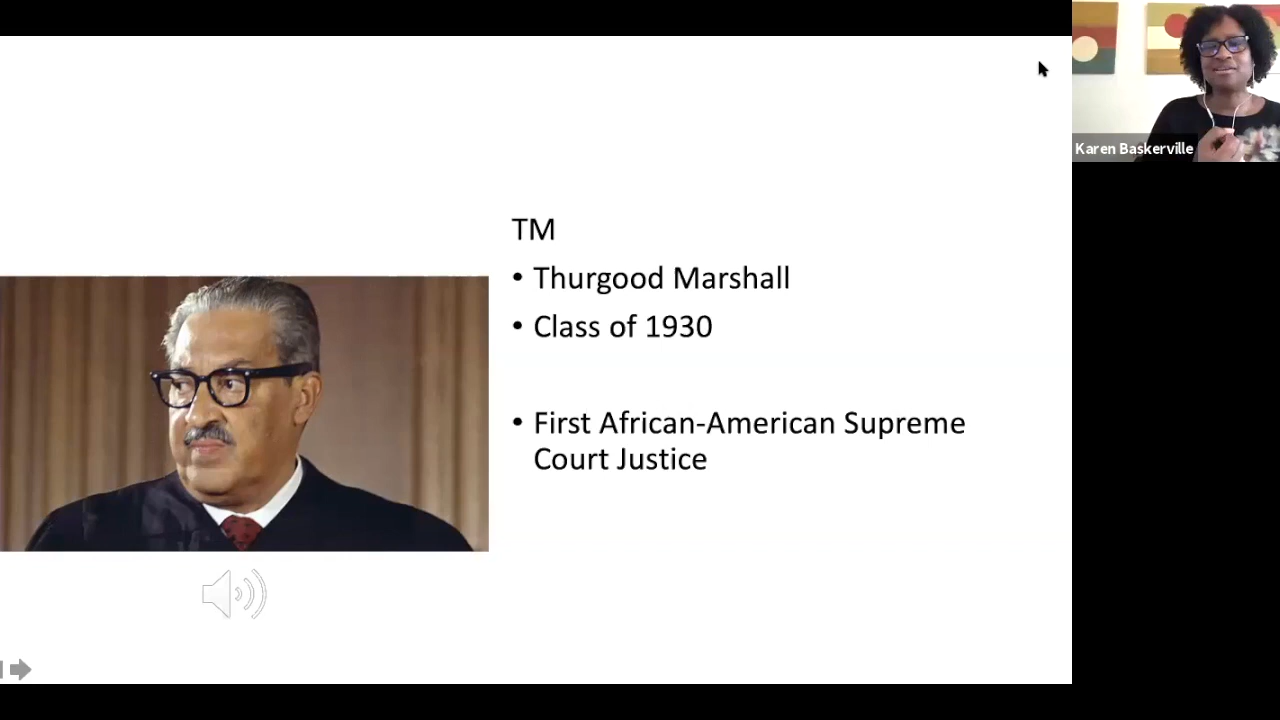 TM
• Thurgood Marshall
• Class of 1930
• First African-American Supreme
Court Justice
Karen Baskerville